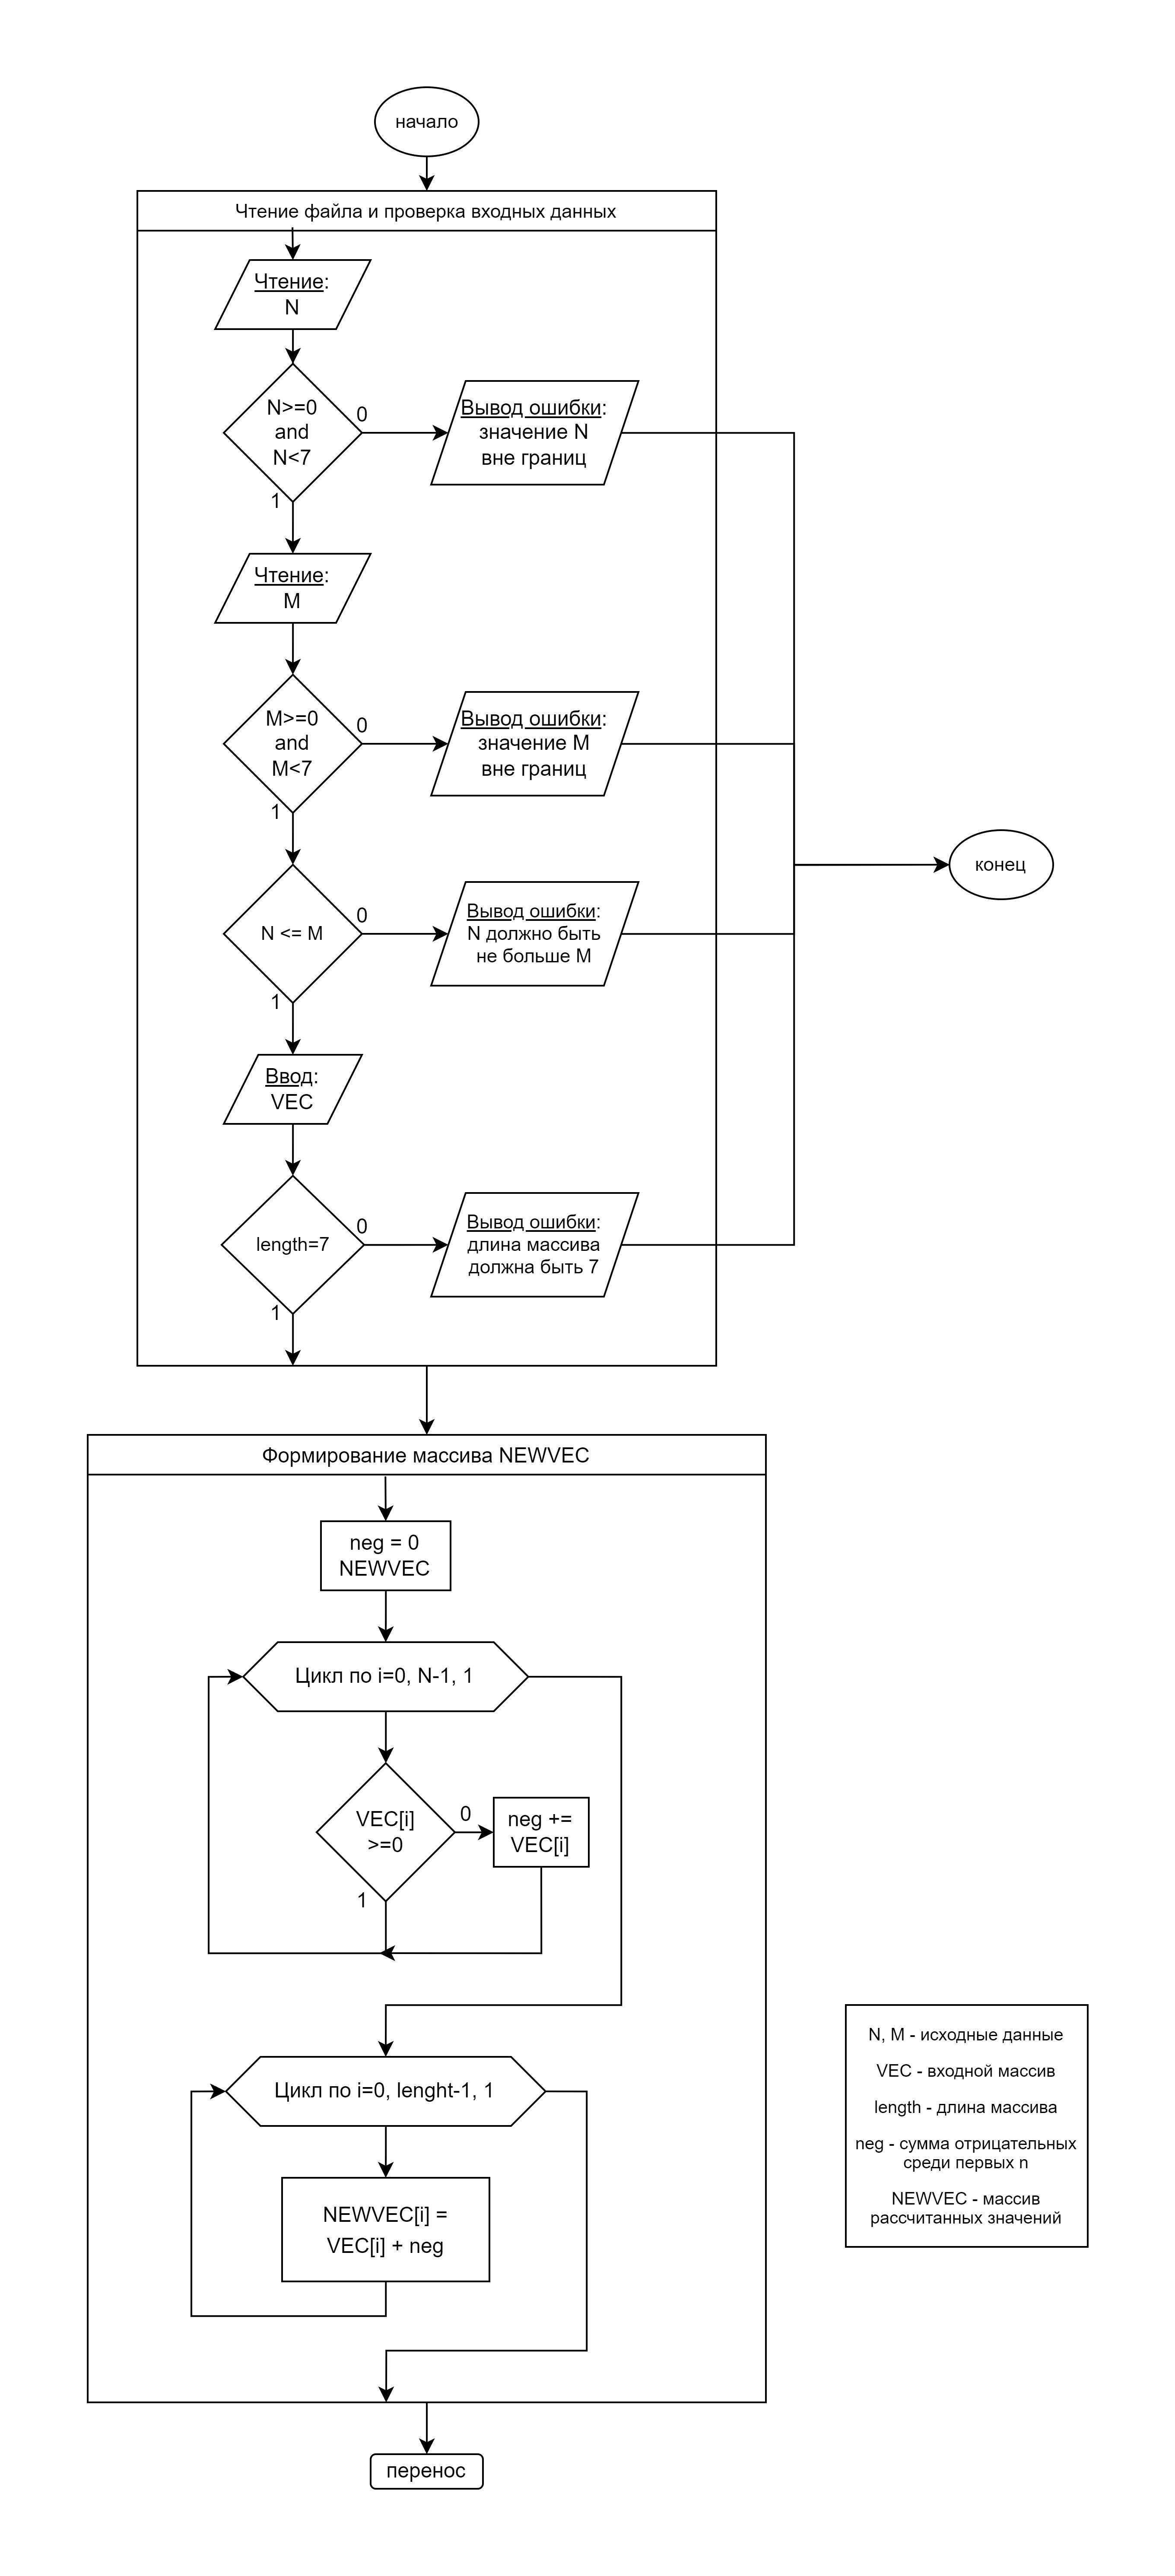 начало
Чтение файла и проверка входных данных
Чтение:
N
N>=0
and
N<7
0
1
Вывод ошибки:
значение N
вне границ
Чтение:
M
M>=0
and
M<7
0
1
Вывод ошибки:
значение M
вне границ
конец
N <= M
0
1
Вывод ошибки:
N должно быть
не больше M
Ввод:
VEC
length=7
0
1
Вывод ошибки:
длина массива
должна быть 7
Формирование массива NEWVEC
neg = 0
NEWVEC
Цикл по i=0, N-1, 1
VEC[i]
>=0
0
1
neg +=
VEC[i]
Цикл по i=0, lenght-1, 1
NEWVEC[i] =
VEC[i] + neg
N, M - исходные данные
VEC - входной массив
length - длина массива
neg - сумма отрицательных
среди первых n
NEWVEC - массив
рассчитанных значений
перенос